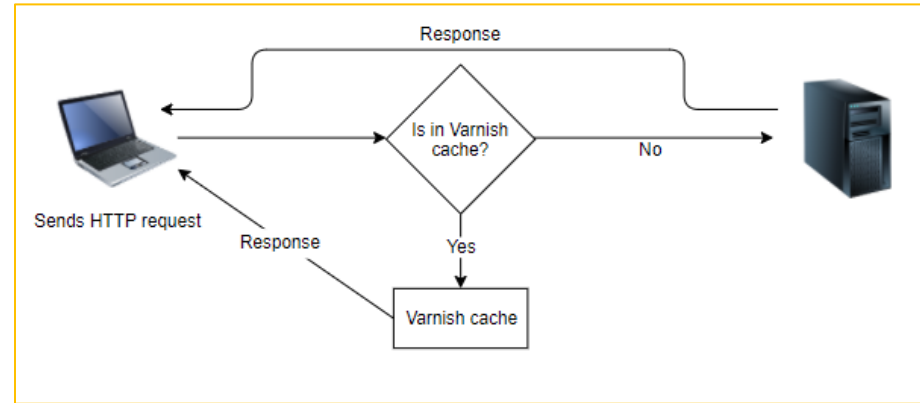 Response
Is in Varnish
cache?
No
Sends HTTP request
Response
Yes
Varnish cache